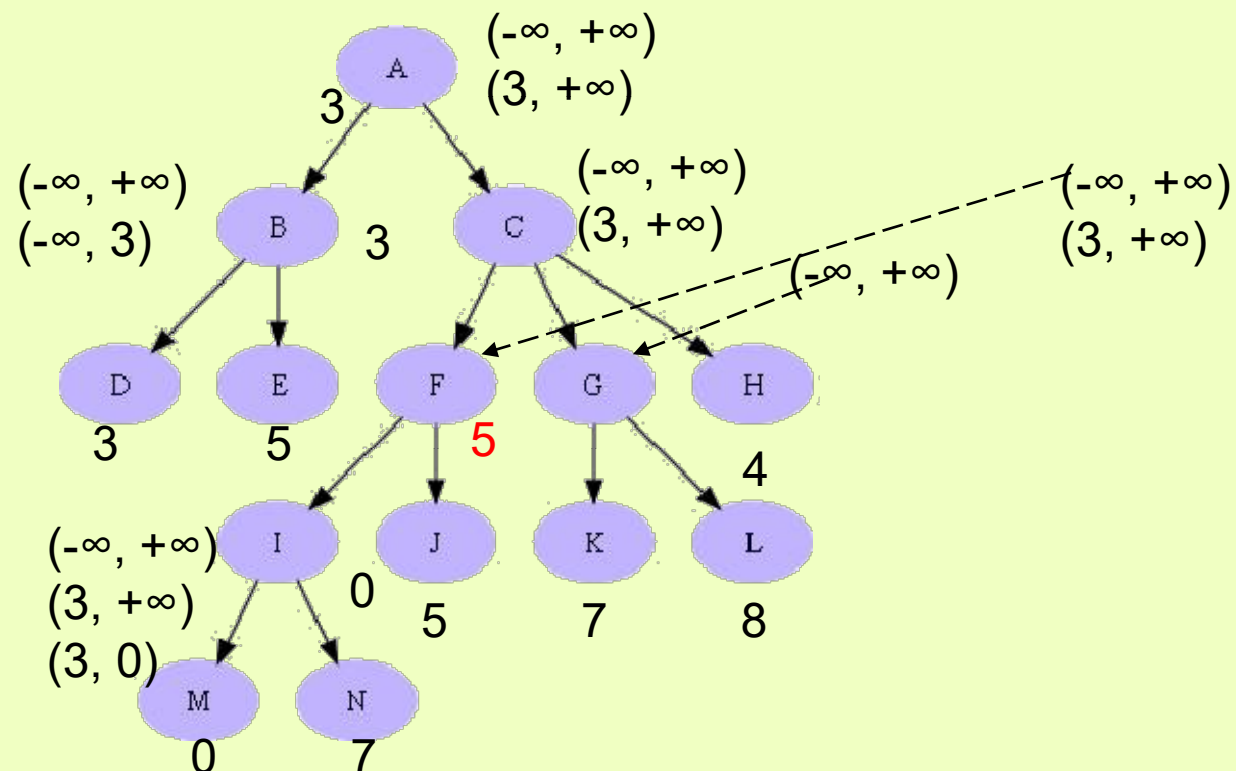 (-∞, +∞)
A
(3, +∞)
3
(-∞, +∞)
(-∞, +∞)
(-∞, +∞)
(-∞, 3)
B
3
C
(3, +∞)
(3, +∞)
(-∞, +∞)
D
E
F
G
H
3
5
5
4
(-∞, +∞)
I
J
K
L
(3, +∞)
0
5
7
8
(3, 0)
M
N
0
7